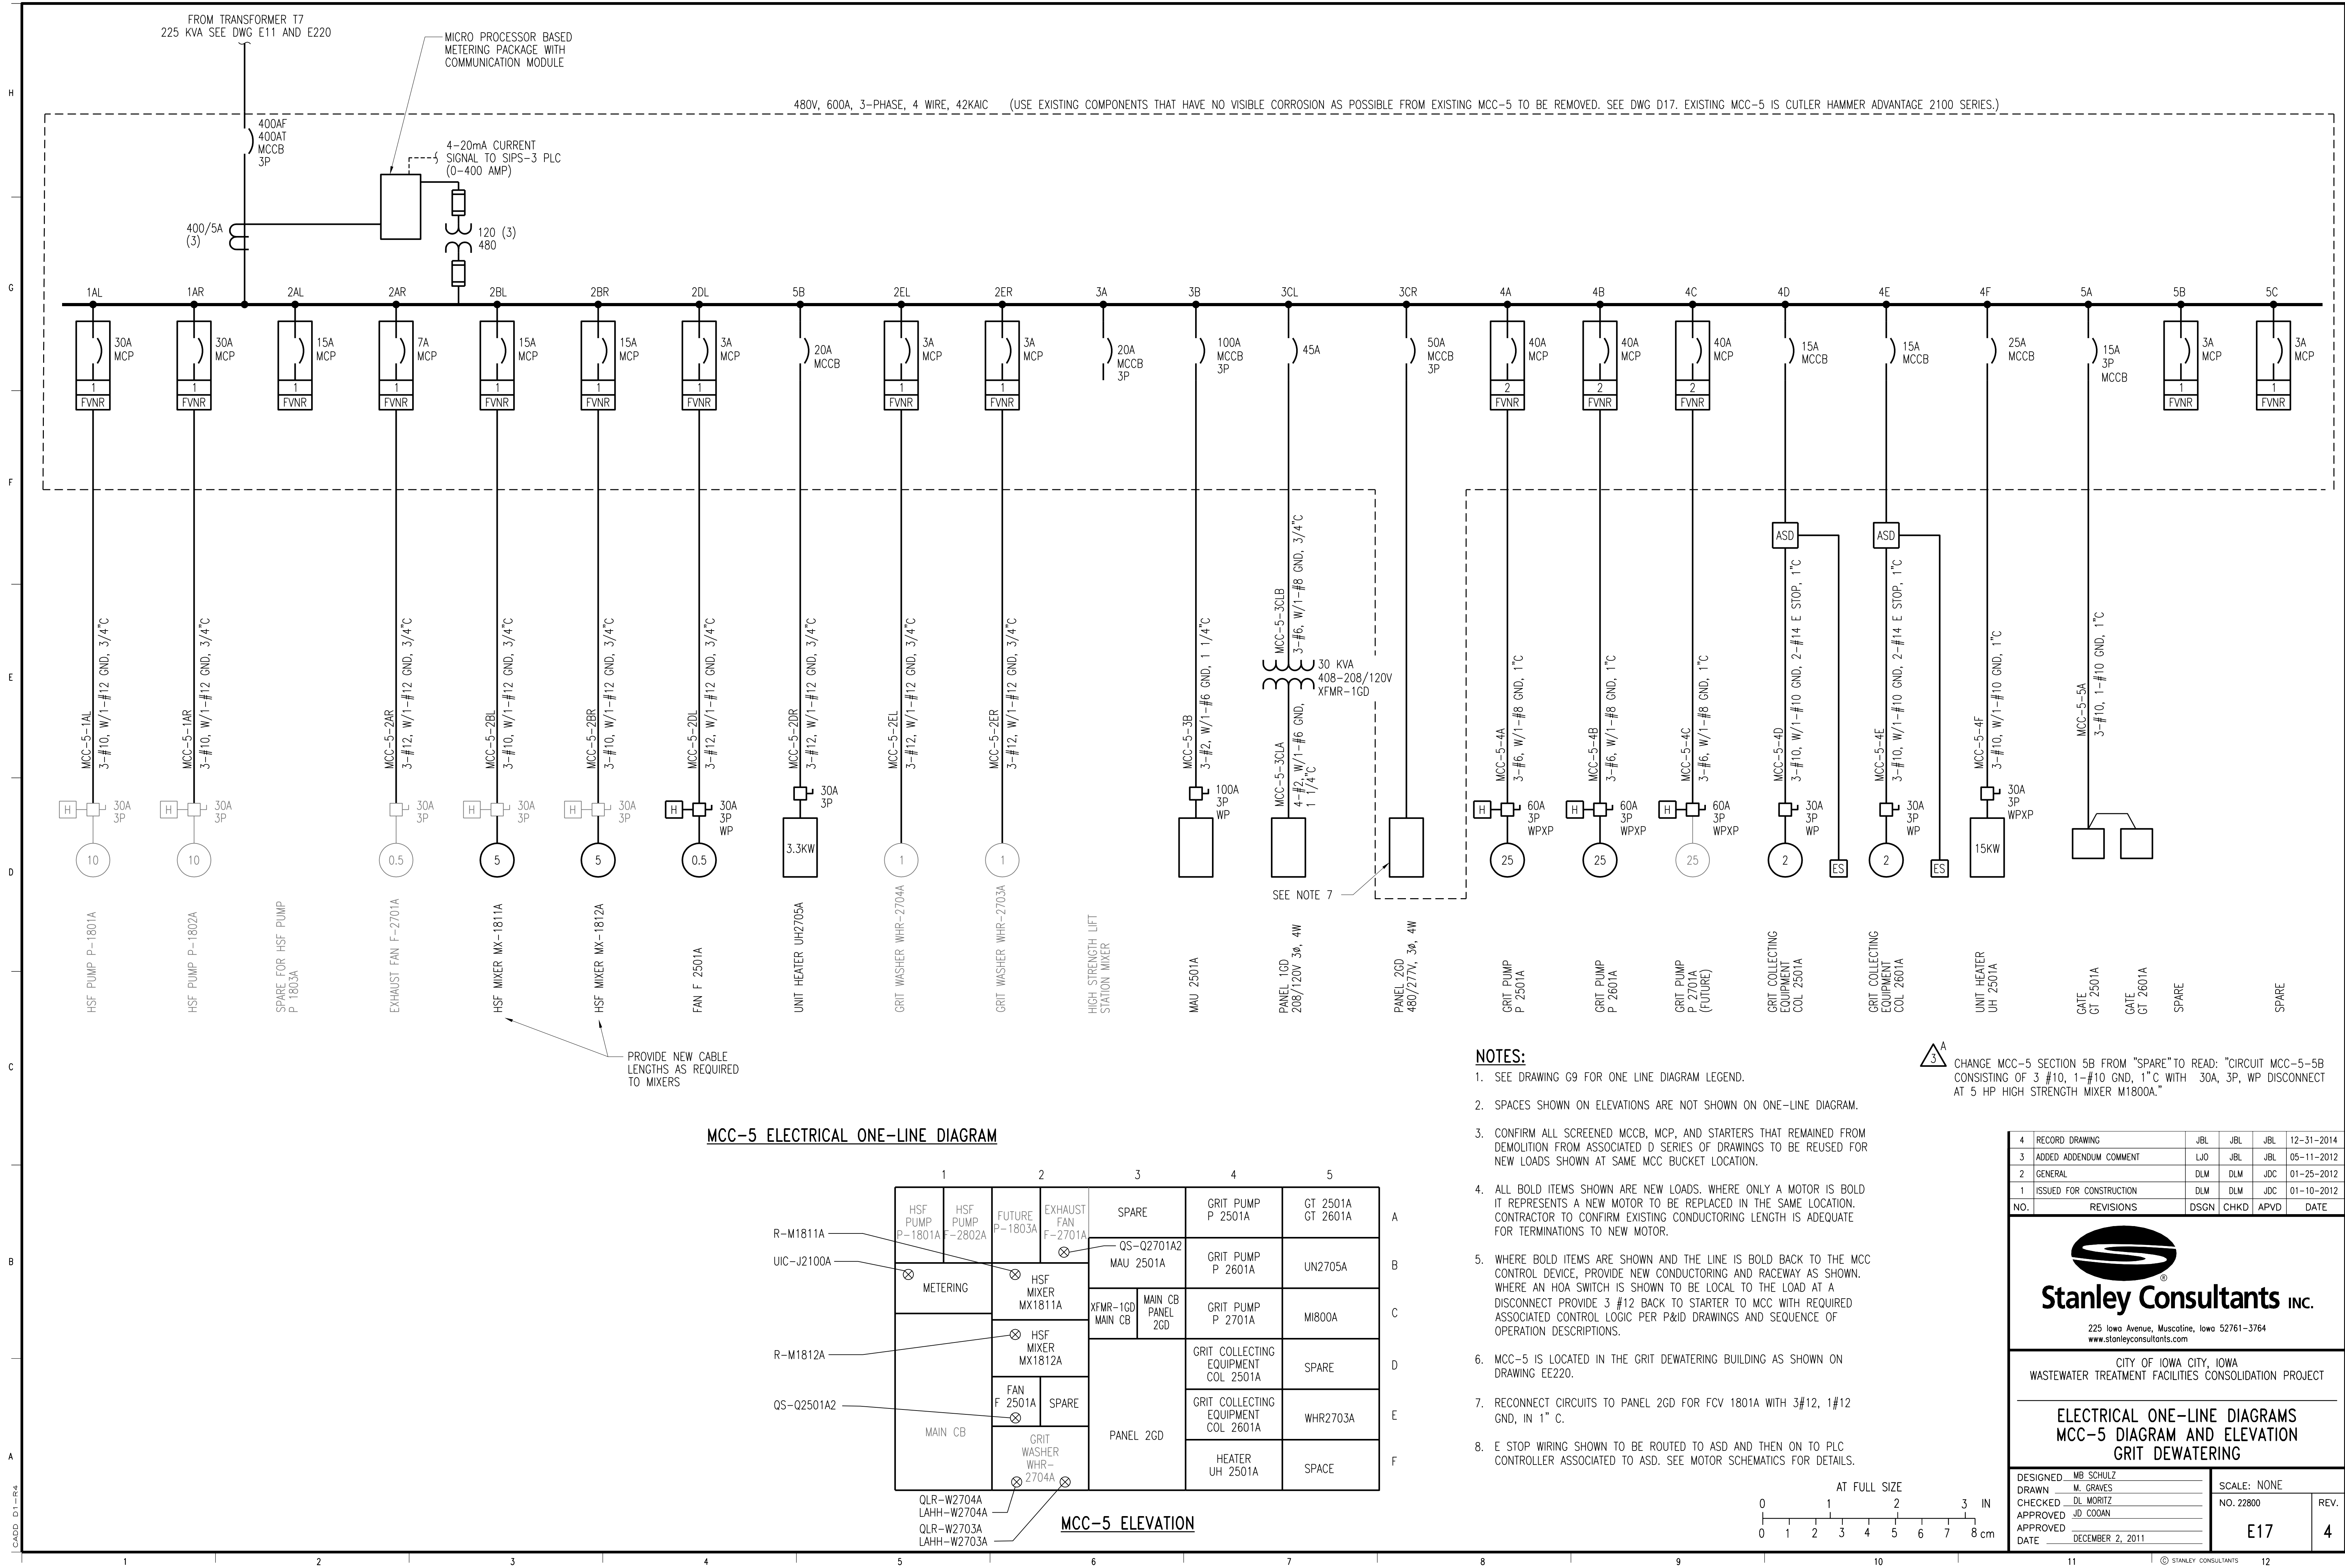 FROM TRANSFORMER T7
225 KVA SEE DWG E11 AND E220
MICRO PROCESSOR BASED
METERING PACKAGE WITH
COMMUNICATION MODULE
480V, 600A, 3-PHASE, 4 WIRE, 42KAIC (USE EXISTING COMPONENTS THAT HAVE NO VISIBLE CORROSION AS POSSIBLE FROM EXISTING MCC-5 TO BE REMOVED. SEE DWG D17. EXISTING MCC-5 IS CUTLER HAMMER ADVANTAGE 2100 SERIES.)
400AF
400AT
MCCB
3P
4-20mA CURRENT
SIGNAL TO SIPS-3 PLC
(0-400 AMP)
400/5A
(3)
120 (3)
480
1AL
30A
MCP
1
FVNR
MCC-5-1AL
3-#10, W/1-#12 GND, 3/4"C
H
30A
3P
10
HSF PUMP P-1801A
1AR
30A
MCP
1
FVNR
MCC-5-1AR
3-#10, W/1-#12 GND, 3/4"C
H
30A
3P
10
HSF PUMP P-1802A
2AL
15A
MCP
1
FVNR
SPARE FOR HSF PUMP
P 1803A
2AR
7A
MCP
1
FVNR
MCC-5-2AR
3-#12, W/1-#12 GND, 3/4"C
30A
3P
0.5
EXHAUST FAN F-2701A
2BL
15A
MCP
1
FVNR
MCC-5-2BL
3-#10, W/1-#12 GND, 3/4"C
H
30A
3P
5
HSF MIXER MX-1811A
2BR
15A
MCP
1
FVNR
MCC-5-2BR
3-#10, W/1-#12 GND, 3/4"C
H
30A
3P
5
HSF MIXER MX-1812A
PROVIDE NEW CABLE
LENGTHS AS REQUIRED
TO MIXERS
2DL
3A
MCP
1
FVNR
MCC-5-2DL
3-#12, W/1-#12 GND, 3/4"C
H
30A
3P
WP
0.5
FAN F 2501A
5B
20A
MCCB
MCC-5-2DR
3-#12, W/1-#12 GND, 3/4"C
30A
3P
3.3KW
UNIT HEATER UH2705A
2EL
3A
MCP
1
FVNR
MCC-5-2EL
3-#12, W/1-#12 GND, 3/4"C
1
GRIT WASHER WHR-2704A
2ER
3A
MCP
1
FVNR
MCC-5-2ER
3-#12, W/1-#12 GND, 3/4"C
1
GRIT WASHER WHR-2703A
3A
20A
MCCB
3P
HIGH STRENGTH LIFT
STATION MIXER
3B
100A
MCCB
3P
MCC-5-3B
3-#2, W/1-#6 GND, 1 1/4"C
100A
3P
WP
MAU 2501A
3CL
45A
MCC-5-3CLB
3-#6, W/1-#8 GND, 3/4"C
30 KVA
408-208/120V
XFMR-1GD
MCC-5-3CLA
4-#2, W/1-#6 GND,
1 1/4"C
PANEL 1GD
208/120V 3ø, 4W
3CR
50A
MCCB
3P
SEE NOTE 7
PANEL 2GD
480/277V, 3ø, 4W
4A
40A
MCP
2
FVNR
MCC-5-4A
3-#6, W/1-#8 GND, 1"C
H
60A
3P
WPXP
25
GRIT PUMP
P 2501A
4B
40A
MCP
2
FVNR
MCC-5-4B
3-#6, W/1-#8 GND, 1"C
H
60A
3P
WPXP
25
GRIT PUMP
P 2601A
4C
40A
MCP
2
FVNR
MCC-5-4C
3-#6, W/1-#8 GND, 1"C
H
60A
3P
WPXP
25
GRIT PUMP
P 2701A
(FUTURE)
4D
15A
MCCB
ASD
MCC-5-4D
3-#10, W/1-#10 GND, 2-#14 E STOP, 1"C
30A
3P
WP
2
ES
GRIT COLLECTING
EQUIPMENT
COL 2501A
4E
15A
MCCB
ASD
MCC-5-4E
3-#10, W/1-#10 GND, 2-#14 E STOP, 1"C
30A
3P
WP
2
ES
GRIT COLLECTING
EQUIPMENT
COL 2601A
4F
25A
MCCB
MCC-5-4F
3-#10, W/1-#10 GND, 1"C
30A
3P
WPXP
15KW
UNIT HEATER
UH 2501A
5A
15A
3P
MCCB
MCC-5-5A
3-#10, 1-#10 GND, 1"C
GATE
GT 2501A
GATE
GT 2601A
5B
3A
MCP
1
FVNR
SPARE
5C
3A
MCP
1
FVNR
SPARE
MCC-5 ELECTRICAL ONE-LINE DIAGRAM
NOTES:
1. SEE DRAWING G9 FOR ONE LINE DIAGRAM LEGEND.
2. SPACES SHOWN ON ELEVATIONS ARE NOT SHOWN ON ONE-LINE DIAGRAM.
3. CONFIRM ALL SCREENED MCCB, MCP, AND STARTERS THAT REMAINED FROM
DEMOLITION FROM ASSOCIATED D SERIES OF DRAWINGS TO BE REUSED FOR
NEW LOADS SHOWN AT SAME MCC BUCKET LOCATION.
4. ALL BOLD ITEMS SHOWN ARE NEW LOADS. WHERE ONLY A MOTOR IS BOLD
IT REPRESENTS A NEW MOTOR TO BE REPLACED IN THE SAME LOCATION.
CONTRACTOR TO CONFIRM EXISTING CONDUCTORING LENGTH IS ADEQUATE
FOR TERMINATIONS TO NEW MOTOR.
5. WHERE BOLD ITEMS ARE SHOWN AND THE LINE IS BOLD BACK TO THE MCC
CONTROL DEVICE, PROVIDE NEW CONDUCTORING AND RACEWAY AS SHOWN.
WHERE AN HOA SWITCH IS SHOWN TO BE LOCAL TO THE LOAD AT A
DISCONNECT PROVIDE 3 #12 BACK TO STARTER TO MCC WITH REQUIRED
ASSOCIATED CONTROL LOGIC PER P&ID DRAWINGS AND SEQUENCE OF
OPERATION DESCRIPTIONS.
6. MCC-5 IS LOCATED IN THE GRIT DEWATERING BUILDING AS SHOWN ON
DRAWING EE220.
7. RECONNECT CIRCUITS TO PANEL 2GD FOR FCV 1801A WITH 3#12, 1#12
GND, IN 1" C.
8. E STOP WIRING SHOWN TO BE ROUTED TO ASD AND THEN ON TO PLC
CONTROLLER ASSOCIATED TO ASD. SEE MOTOR SCHEMATICS FOR DETAILS.
3 A
CHANGE MCC-5 SECTION 5B FROM "SPARE" TO READ: "CIRCUIT MCC-5-5B
CONSISTING OF 3 #10, 1-#10 GND, 1" C WITH 30A, 3P, WP DISCONNECT
AT 5 HP HIGH STRENGTH MIXER M1800A."
1 2 3 4 5
HSF
PUMP
P-1801A
HSF
PUMP
F-2802A
FUTURE
P-1803A
EXHAUST
FAN
F-2701A
SPARE
GRIT PUMP
P 2501A
GT 2501A
GT 2601A
A
R-M1811A
UIC-J2100A
METERING
HSF
MIXER
MX1811A
QS-Q2701A2
MAU 2501A
GRIT PUMP
P 2601A
UN2705A
B
XFMR-1GD
MAIN CB
MAIN CB
PANEL
2GD
GRIT PUMP
P 2701A
MI800A
C
R-M1812A
HSF
MIXER
MX1812A
GRIT COLLECTING
EQUIPMENT
COL 2501A
SPARE
D
QS-Q2501A2
FAN
F 2501A
SPARE
MAIN CB
PANEL 2GD
GRIT COLLECTING
EQUIPMENT
COL 2601A
WHR2703A
E
GRIT
WASHER
WHR-
2704A
HEATER
UH 2501A
SPACE
F
QLR-W2704A
LAHH-W2704A
QLR-W2703A
LAHH-W2703A
MCC-5 ELEVATION
AT FULL SIZE
0 1 2 3 IN
0 1 2 3 4 5 6 7 8 cm
4 RECORD DRAWING JBL JBL JBL 12-31-2014
3 ADDED ADDENDUM COMMENT LJO JBL JBL 05-11-2012
2 GENERAL DLM DLM JDC 01-25-2012
1 ISSUED FOR CONSTRUCTION DLM DLM JDC 01-10-2012
NO. REVISIONS DSGN CHKD APVD DATE
®
Stanley Consultants INC.
225 Iowa Avenue, Muscatine, Iowa 52761-3764
www.stanleyconsultants.com
CITY OF IOWA CITY, IOWA
WASTEWATER TREATMENT FACILITIES CONSOLIDATION PROJECT
ELECTRICAL ONE-LINE DIAGRAMS
MCC-5 DIAGRAM AND ELEVATION
GRIT DEWATERING
DESIGNED MB SCHULZ
DRAWN M. GRAVES
CHECKED DL MORITZ
APPROVED JD COOAN
APPROVED
DATE DECEMBER 2, 2011
SCALE: NONE
NO. 22800
REV.
E17
4
© STANLEY CONSULTANTS
CADD D1-R4
H
G
F
E
D
C
B
A
1 2 3 4 5 6 7 8 9 10 11 12